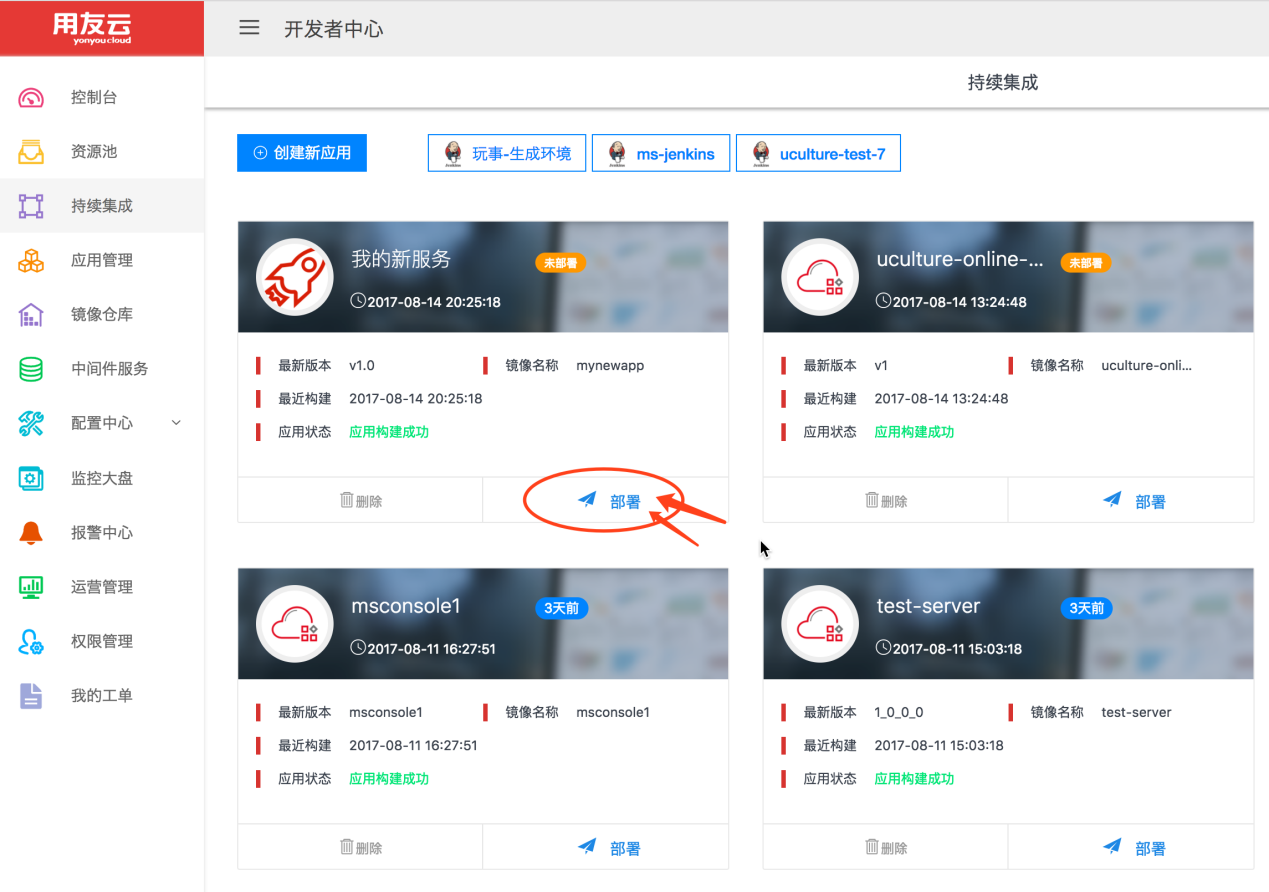 用友云
yonyoucloud
开发者中心
持续集成
控制台
资源池
持续集成
应用管理
镜像仓库
中间件服务
配置中心
监控大盘
报警中心
运营管理
权限管理
我的工单
创建新应用
玩事-生成环境
ms-jenkins
uculture-test-7
我的新服务 未部署
2017-08-14 20:25:18
最新版本 v1.0 镜像名称 mynewapp
最近构建 2017-08-14 20:25:18
应用状态 应用构建成功
删除 部署
uculture-online-... 未部署
2017-08-14 13:24:48
最新版本 v1 镜像名称 uculture-onli...
最近构建 2017-08-14 13:24:48
应用状态 应用构建成功
删除 部署
msconsole1 3天前
2017-08-11 16:27:51
最新版本 msconsole1 镜像名称 msconsole1
最近构建 2017-08-11 16:27:51
应用状态 应用构建成功
删除 部署
test-server 3天前
2017-08-11 15:03:18
最新版本 1_0_0_0 镜像名称 test-server
最近构建 2017-08-11 15:03:18
应用状态 应用构建成功
删除 部署